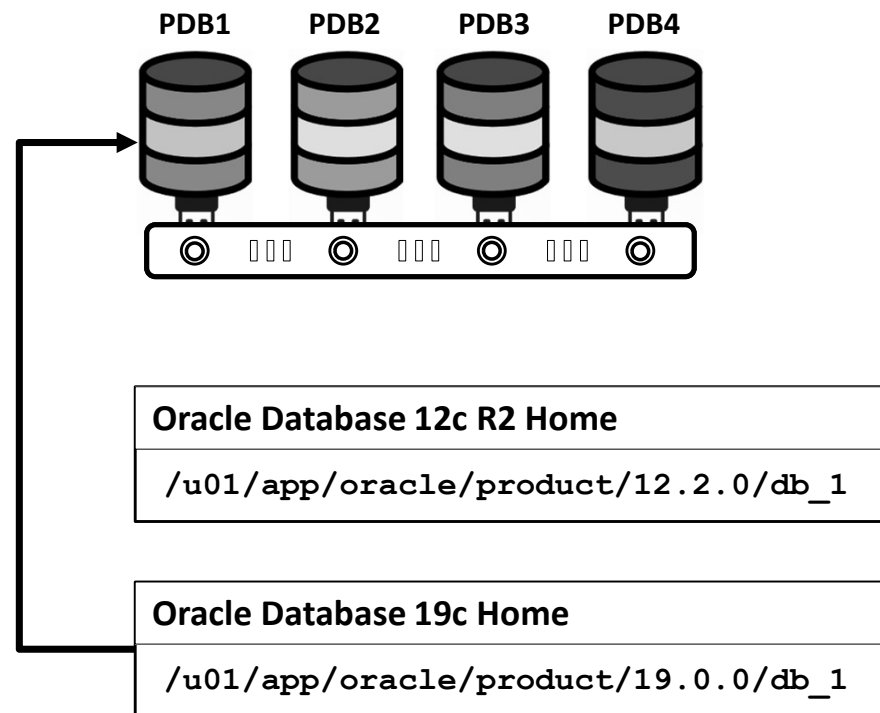 PDB1 PDB2 PDB3 PDB4
Oracle Database 12c R2 Home
/u01/app/oracle/product/12.2.0/db_1
Oracle Database 19c Home
/u01/app/oracle/product/19.0.0/db_1